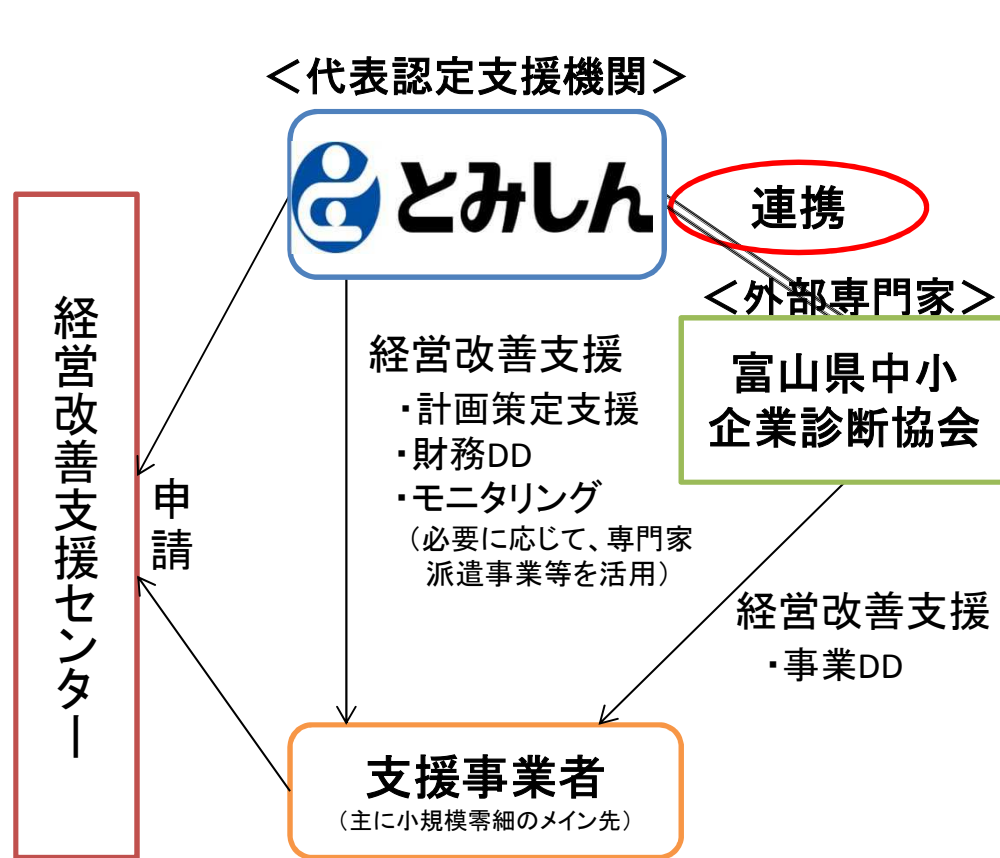 ＜代表認定支援機関＞
とみしん
連携
＜外部専門家＞
富山県中小
企業診断協会
経営改善支援センター
申請
経営改善支援
・計画策定支援
・財務DD
・モニタリング
（必要に応じて、専門家
派遣事業等を活用）
経営改善支援
・事業DD
支援事業者
（主に小規模零細のメイン先）